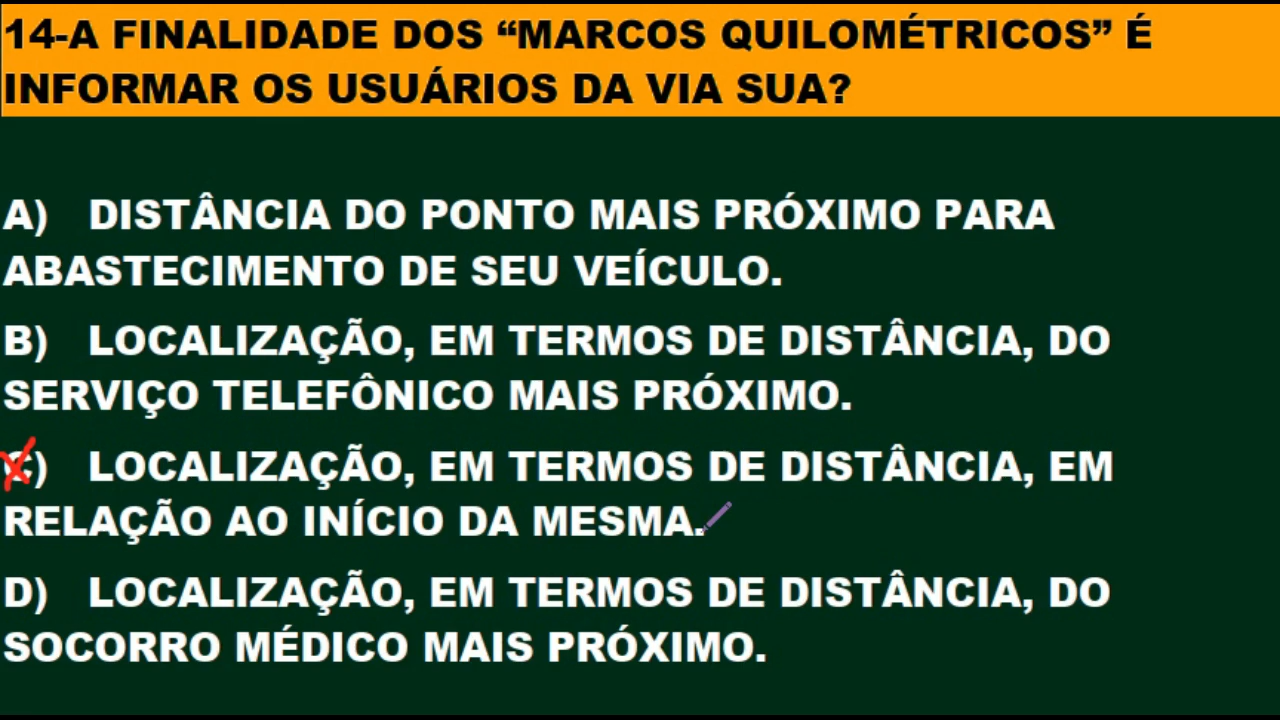 14-A FINALIDADE DOS “MARCOS QUILOMÉTRICOS” É
INFORMAR OS USUÁRIOS DA VIA SUA?
A) DISTÂNCIA DO PONTO MAIS PRÓXIMO PARA
ABASTECIMENTO DE SEU VEÍCULO.
B) LOCALIZAÇÃO, EM TERMOS DE DISTÂNCIA, DO
SERVIÇO TELEFÔNICO MAIS PRÓXIMO.
C) LOCALIZAÇÃO, EM TERMOS DE DISTÂNCIA, EM
RELAÇÃO AO INÍCIO DA MESMA.
D) LOCALIZAÇÃO, EM TERMOS DE DISTÂNCIA, DO
SOCORRO MÉDICO MAIS PRÓXIMO.